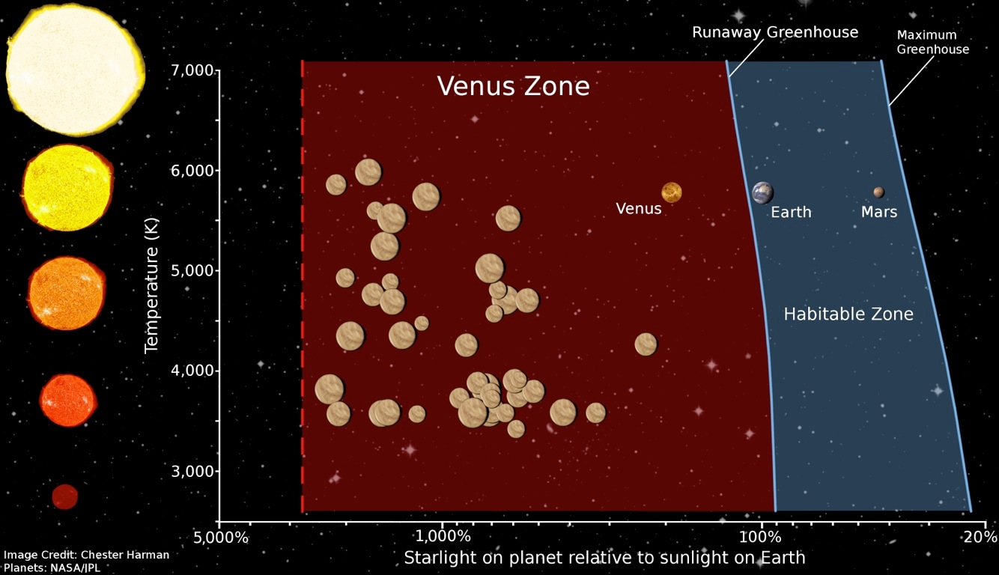 Runaway Greenhouse
Maximum
Greenhouse
7,000
Venus Zone
6,000
Venus
Earth
Mars
5,000
Temperature (K)
Habitable Zone
4,000
3,000
5,000%
1,000%
100%
20%
Starlight on planet relative to sunlight on Earth
Image Credit: Chester Harman
Planets: NASA/JPL